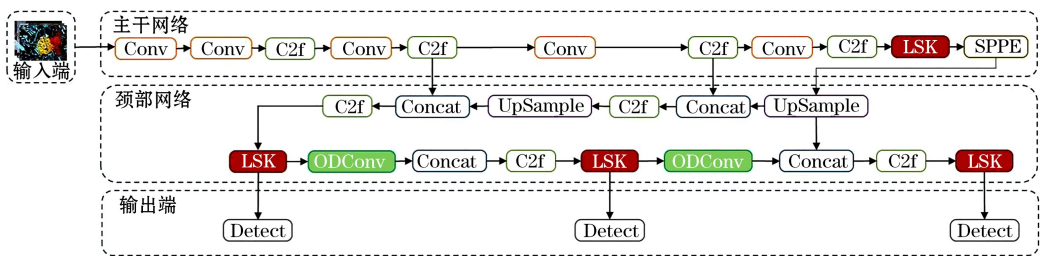 主干网络
Conv Conv C2f Conv C2f Conv C2f Conv C2f LSK SPPE
输入端
颈部网络
C2f Concat UpSample C2f Concat UpSample
LSK ODConv Concat C2f LSK ODConv Concat C2f LSK
输出端
Detect Detect Detect